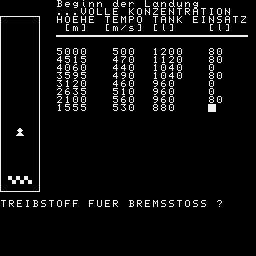 Beginn der Landung
...VOLLE KONZENTRATION
HOEHE TEMPO TANK EINSATZ
[m] [m/s] [l] [l]
5000 500 1200 80
4515 470 1120 80
4060 440 1040 0
3595 490 1040 80
3120 460 960 0
2635 510 960 0
2100 560 960 80
1555 530 880
TREIBSTOFF FUER BREMSSTOSS ?